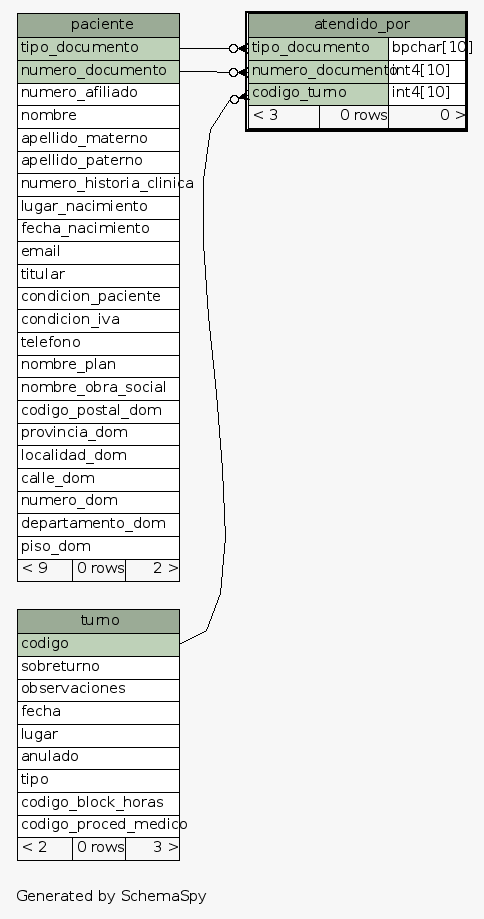 paciente
tipo_documento
numero_documento
numero_afiliado
nombre
apellido_materno
apellido_paterno
numero_historia_clinica
lugar_nacimiento
fecha_nacimiento
email
titular
condicion_paciente
condicion_iva
telefono
nombre_plan
nombre_obra_social
codigo_postal_dom
provincia_dom
localidad_dom
calle_dom
numero_dom
departamento_dom
piso_dom
< 9 0 rows 2 >
atendido_por
tipo_documento bpchar[10]
numero_documento int4[10]
codigo_turno int4[10]
< 3 0 rows 0 >
turno
codigo
sobreturno
observaciones
fecha
lugar
anulado
tipo
codigo_block_horas
codigo_proced_medico
< 2 0 rows 3 >
Generated by SchemaSpy